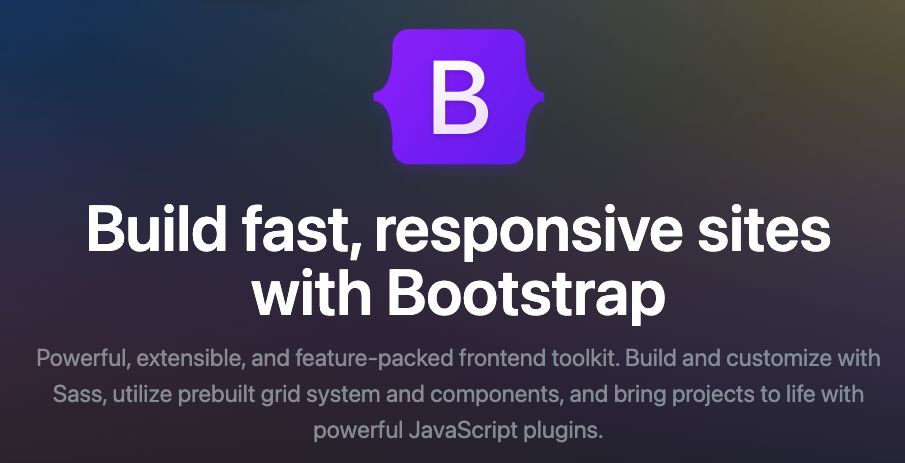 B
Build fast, responsive sites
with Bootstrap
Powerful, extensible, and feature-packed frontend toolkit. Build and customize with
Sass, utilize prebuilt grid system and components, and bring projects to life with
powerful JavaScript plugins.